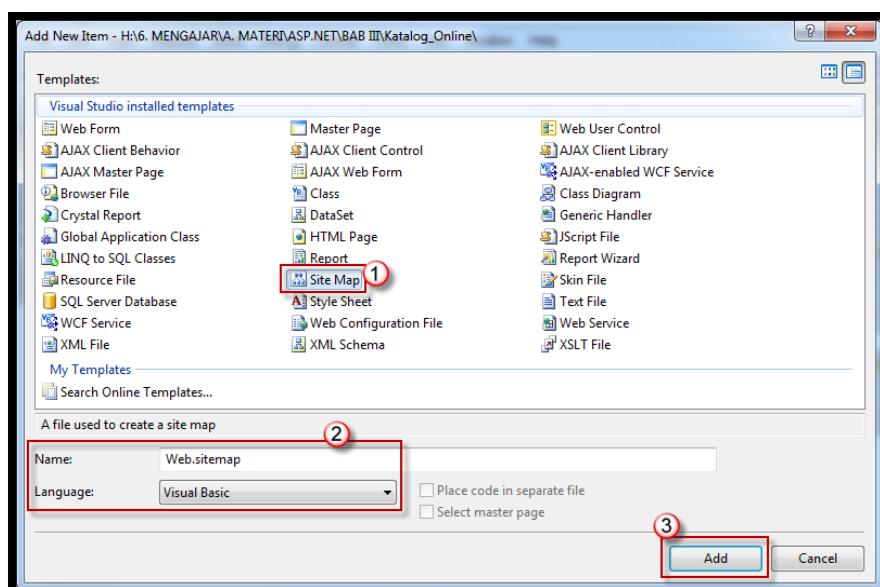 Add New Item - H:\6. MENGAJAR\A. MATERI\ASP.NET\BAB III\Katalog_Online\
Templates:
Visual Studio installed templates
Web Form Master Page Web User Control
AJAX Client Behavior AJAX Client Control AJAX Client Library
AJAX Master Page AJAX Web Form AJAX-enabled WCF Service
Browser File Class Class Diagram
Crystal Report DataSet Generic Handler
Global Application Class HTML Page JScript File
LINQ to SQL Classes Report Report Wizard
Resource File Site Map 1 Skin File
SQL Server Database Style Sheet Text File
WCF Service Web Configuration File Web Service
XML File XML Schema XSLT File
My Templates
Search Online Templates...
A file used to create a site map
2
Name: Web.sitemap
Language: Visual Basic Place code in separate file
Select master page
3
Add Cancel